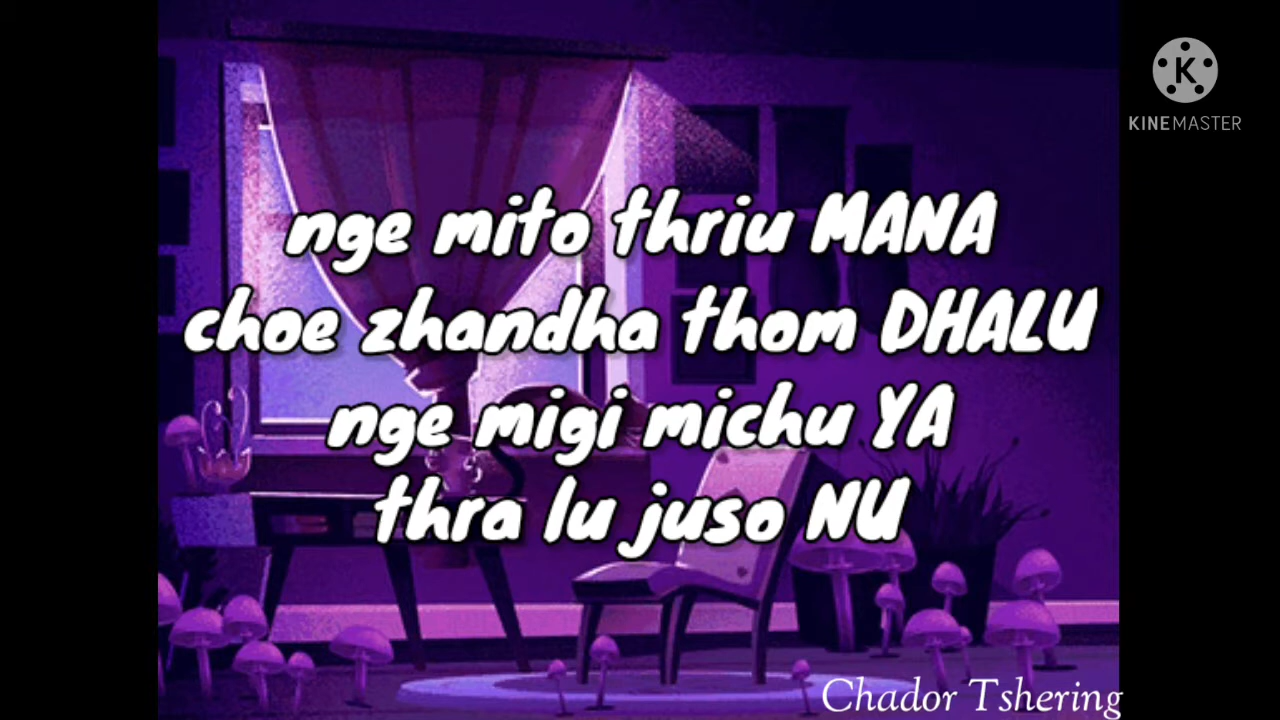 KINEMASTER
nge mito thriu MANA
choe zhandha thom DHALU
nge migi michu YA
thra lu juso NU
Chador Tshering